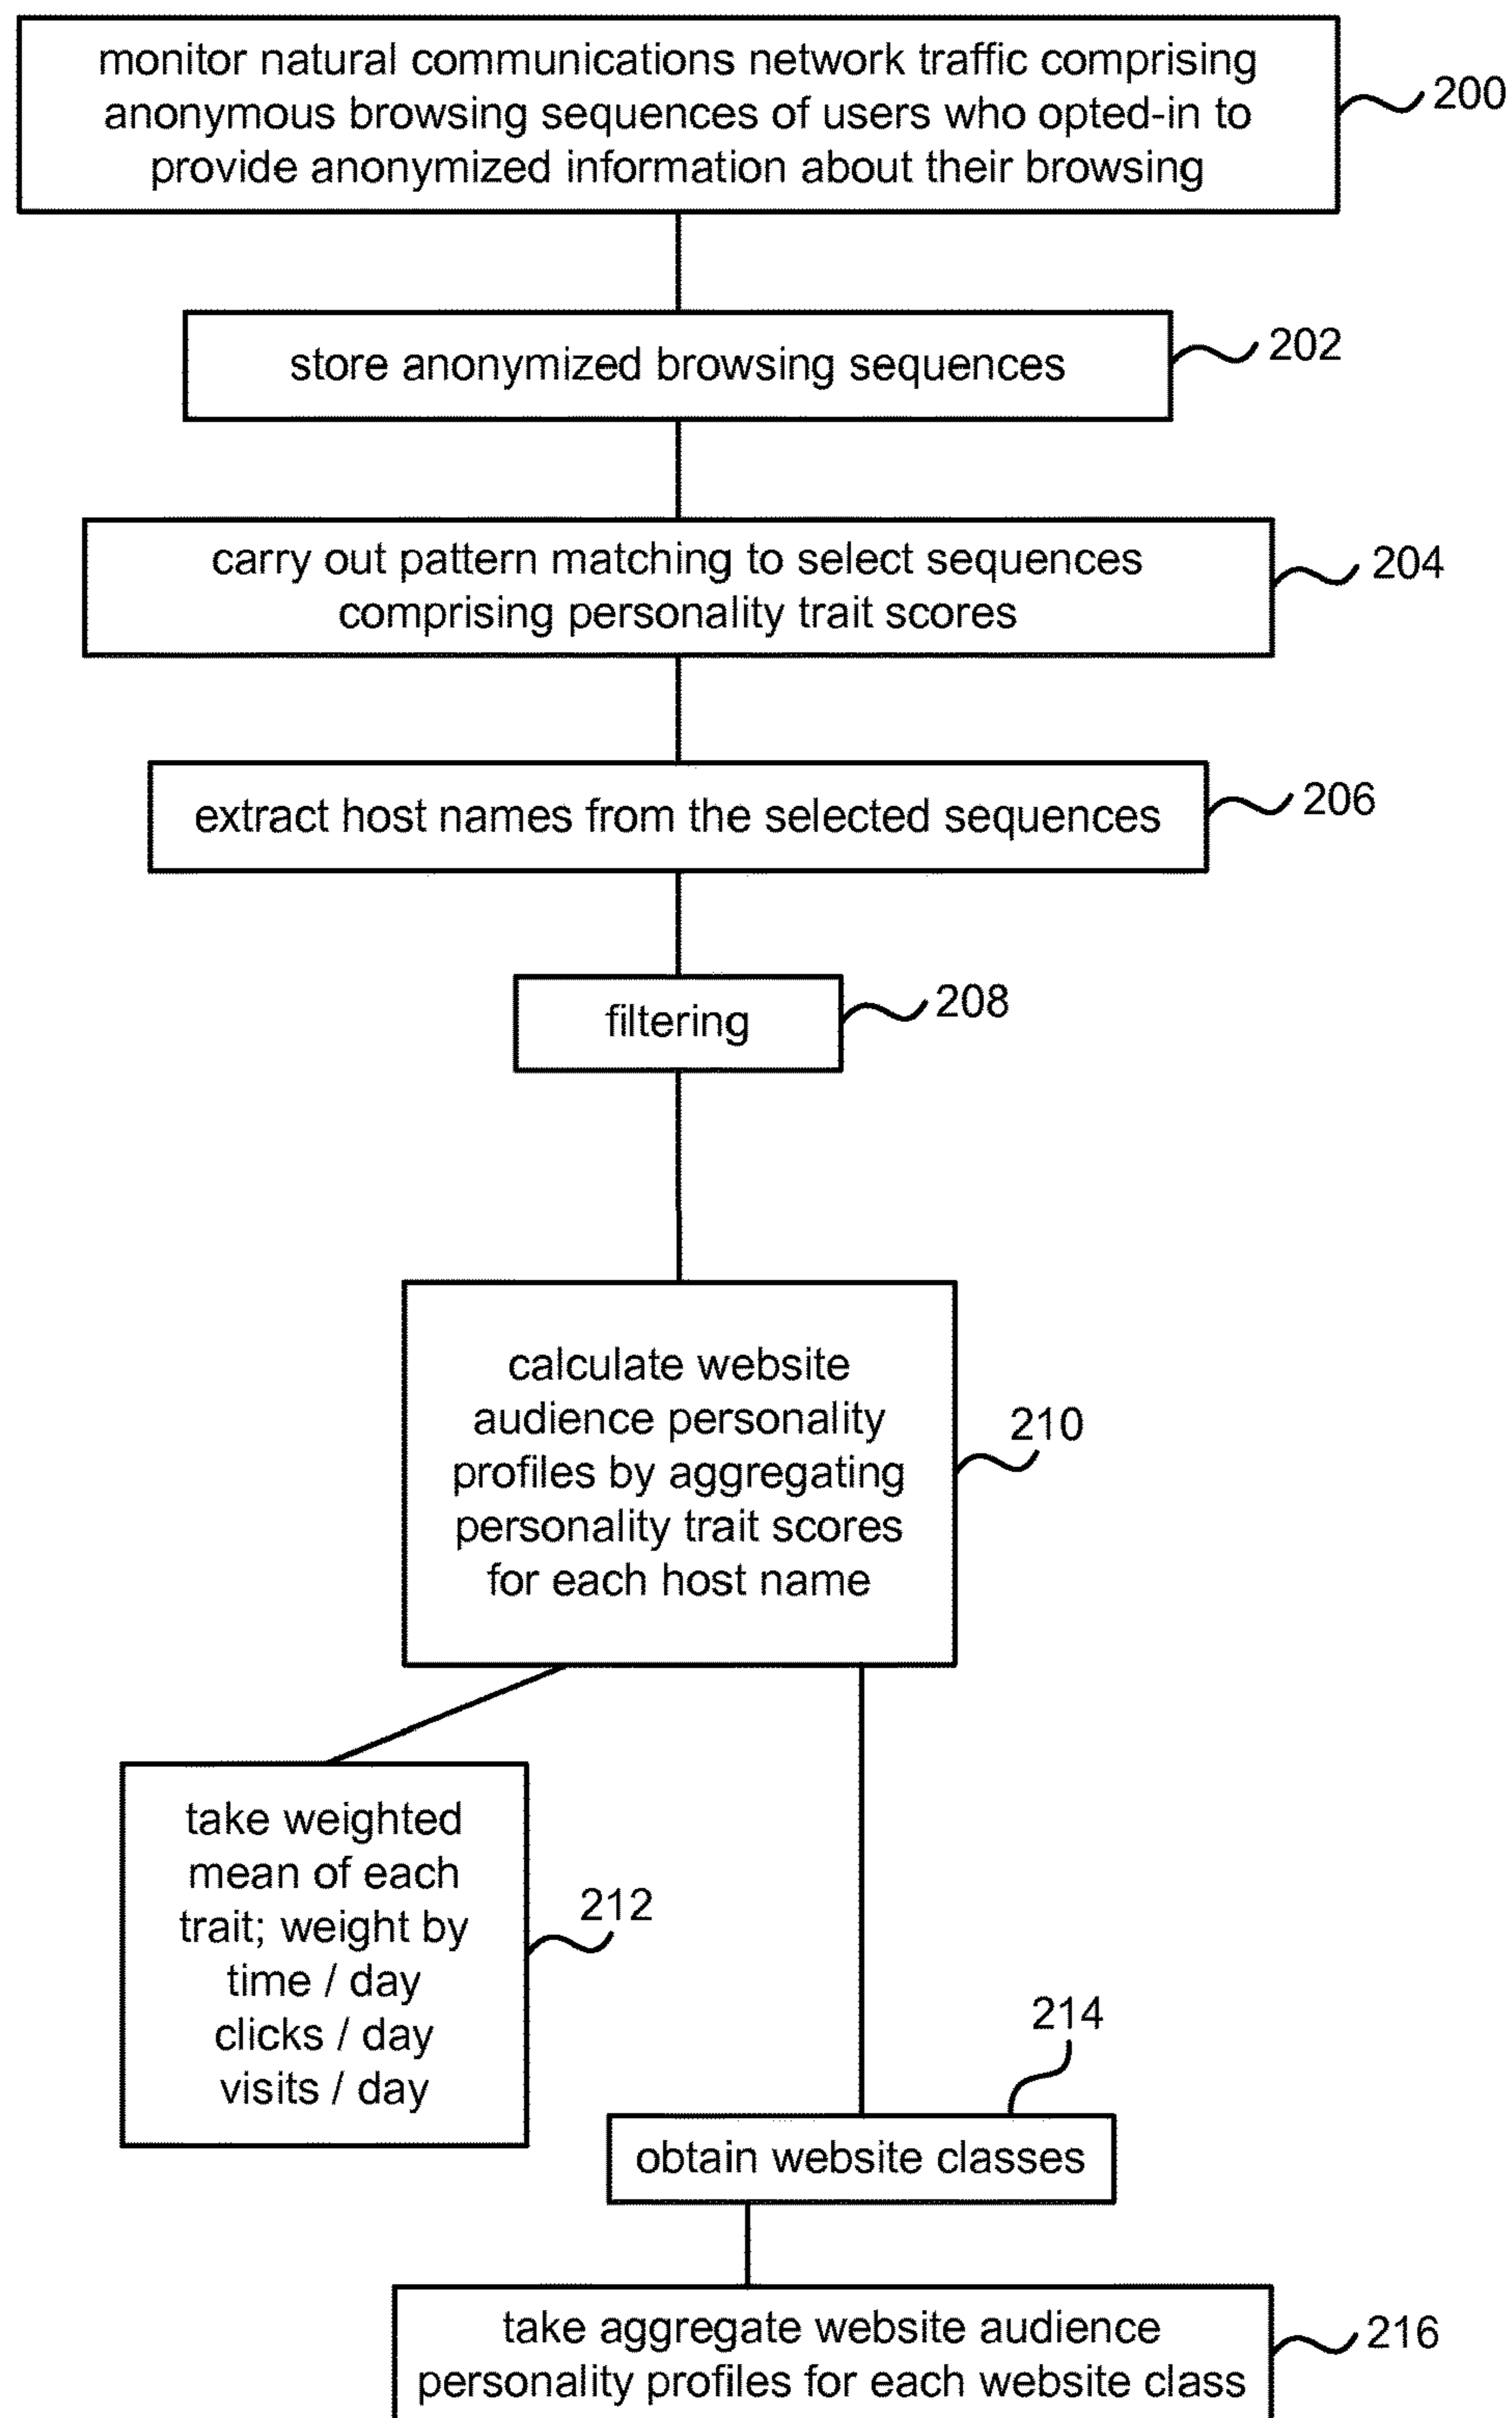 monitor natural communications network traffic comprising
anonymous browsing sequences of users who opted-in to
provide anonymized information about their browsing
200
store anonymized browsing sequences
202
carry out pattern matching to select sequences
comprising personality trait scores
204
extract host names from the selected sequences
206
filtering
208
calculate website
audience personality
profiles by aggregating
personality trait scores
for each host name
210
take weighted
mean of each
trait; weight by
time / day
clicks / day
visits / day
212
214
obtain website classes
take aggregate website audience
personality profiles for each website class
216